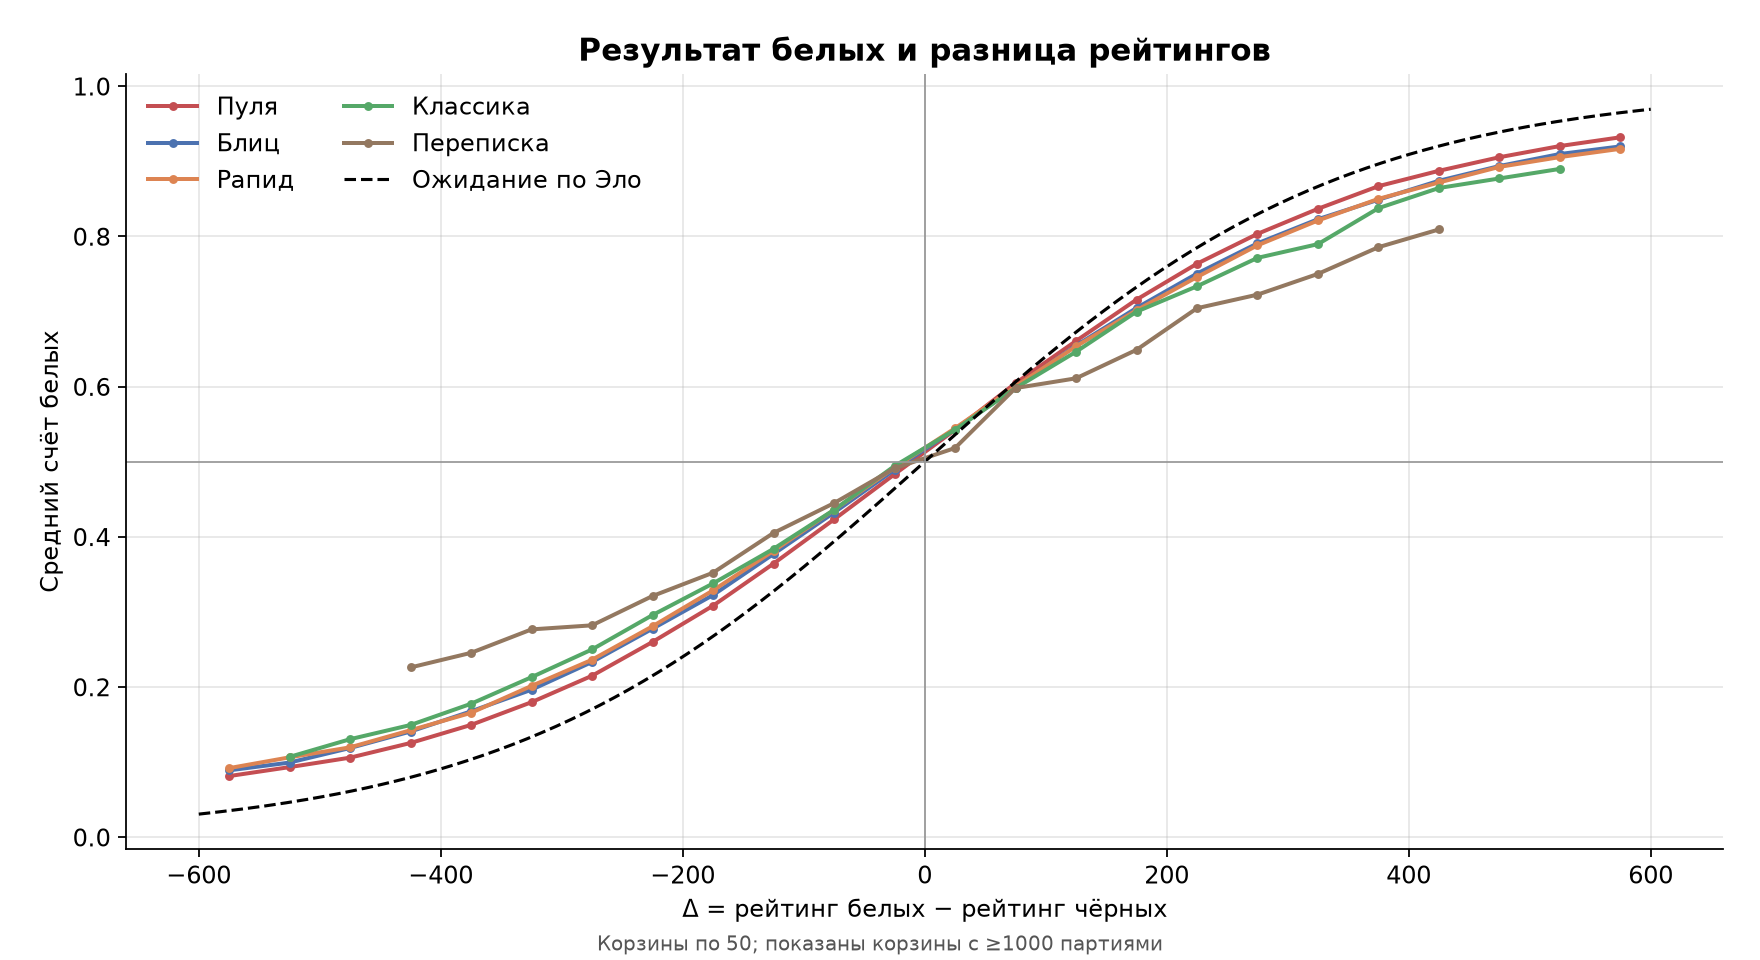 Результат белых и разница рейтингов
Пуля
Блиц
Рапид
Классика
Переписка
Ожидание по Эло
Средний счёт белых
1.0
0.8
0.6
0.4
0.2
0.0
−600
−400
−200
0
200
400
600
Δ = рейтинг белых − рейтинг чёрных
Корзины по 50; показаны корзины с ≥1000 партиями